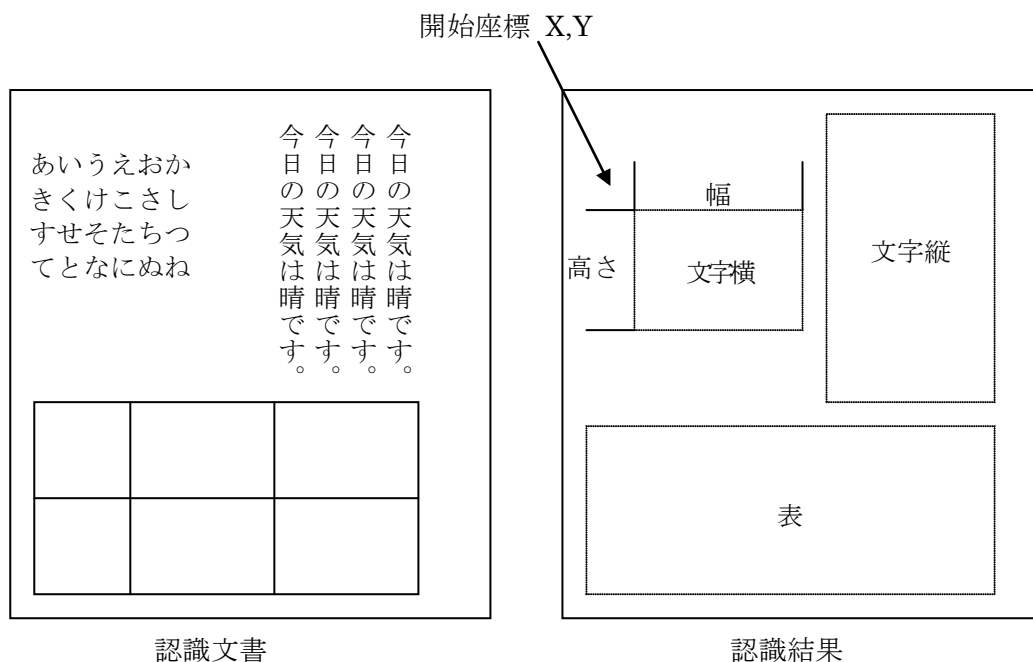 開始座標 X,Y
あいうえおか
きくけこさし
すせそたちつ
てとなにぬね
今日の天気は晴です。
今日の天気は晴です。
今日の天気は晴です。
今日の天気は晴です。
幅
高さ
文字横
文字縦
表
認識文書
認識結果